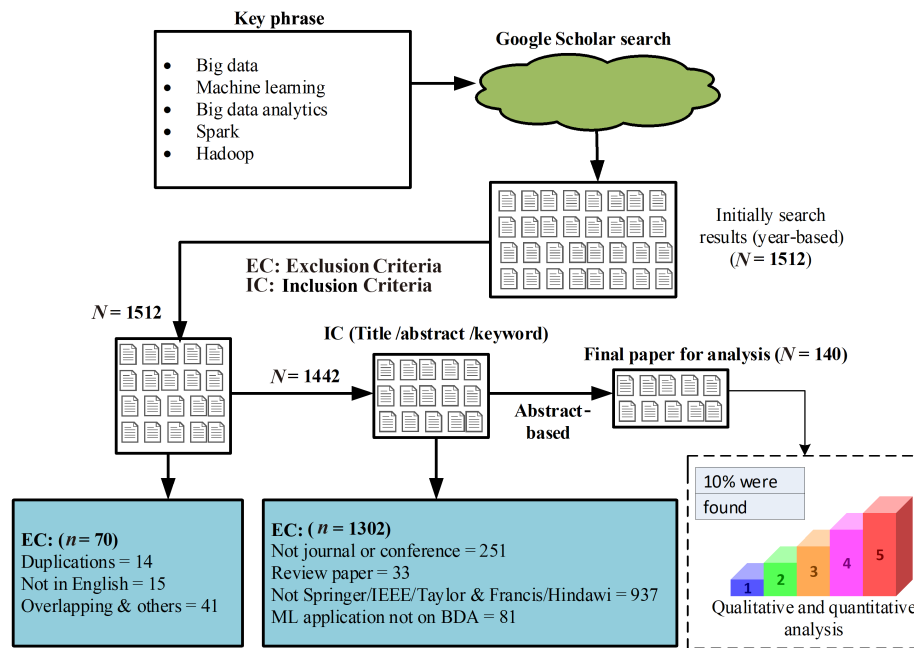 Key phrase
• Big data
• Machine learning
• Big data analytics
• Spark
• Hadoop
Google Scholar search
Initially search
results (year-based)
(N = 1512)
EC: Exclusion Criteria
IC: Inclusion Criteria
N = 1512
IC (Title /abstract /keyword)
N = 1442
Abstract-
based
Final paper for analysis (N = 140)
EC: (n = 70)
Duplications = 14
Not in English = 15
Overlapping & others = 41
EC: (n = 1302)
Not journal or conference = 251
Review paper = 33
Not Springer/IEEE/Taylor & Francis/Hindawi = 937
ML application not on BDA = 81
10% were
found
1 2 3 4 5
Qualitative and quantitative
analysis